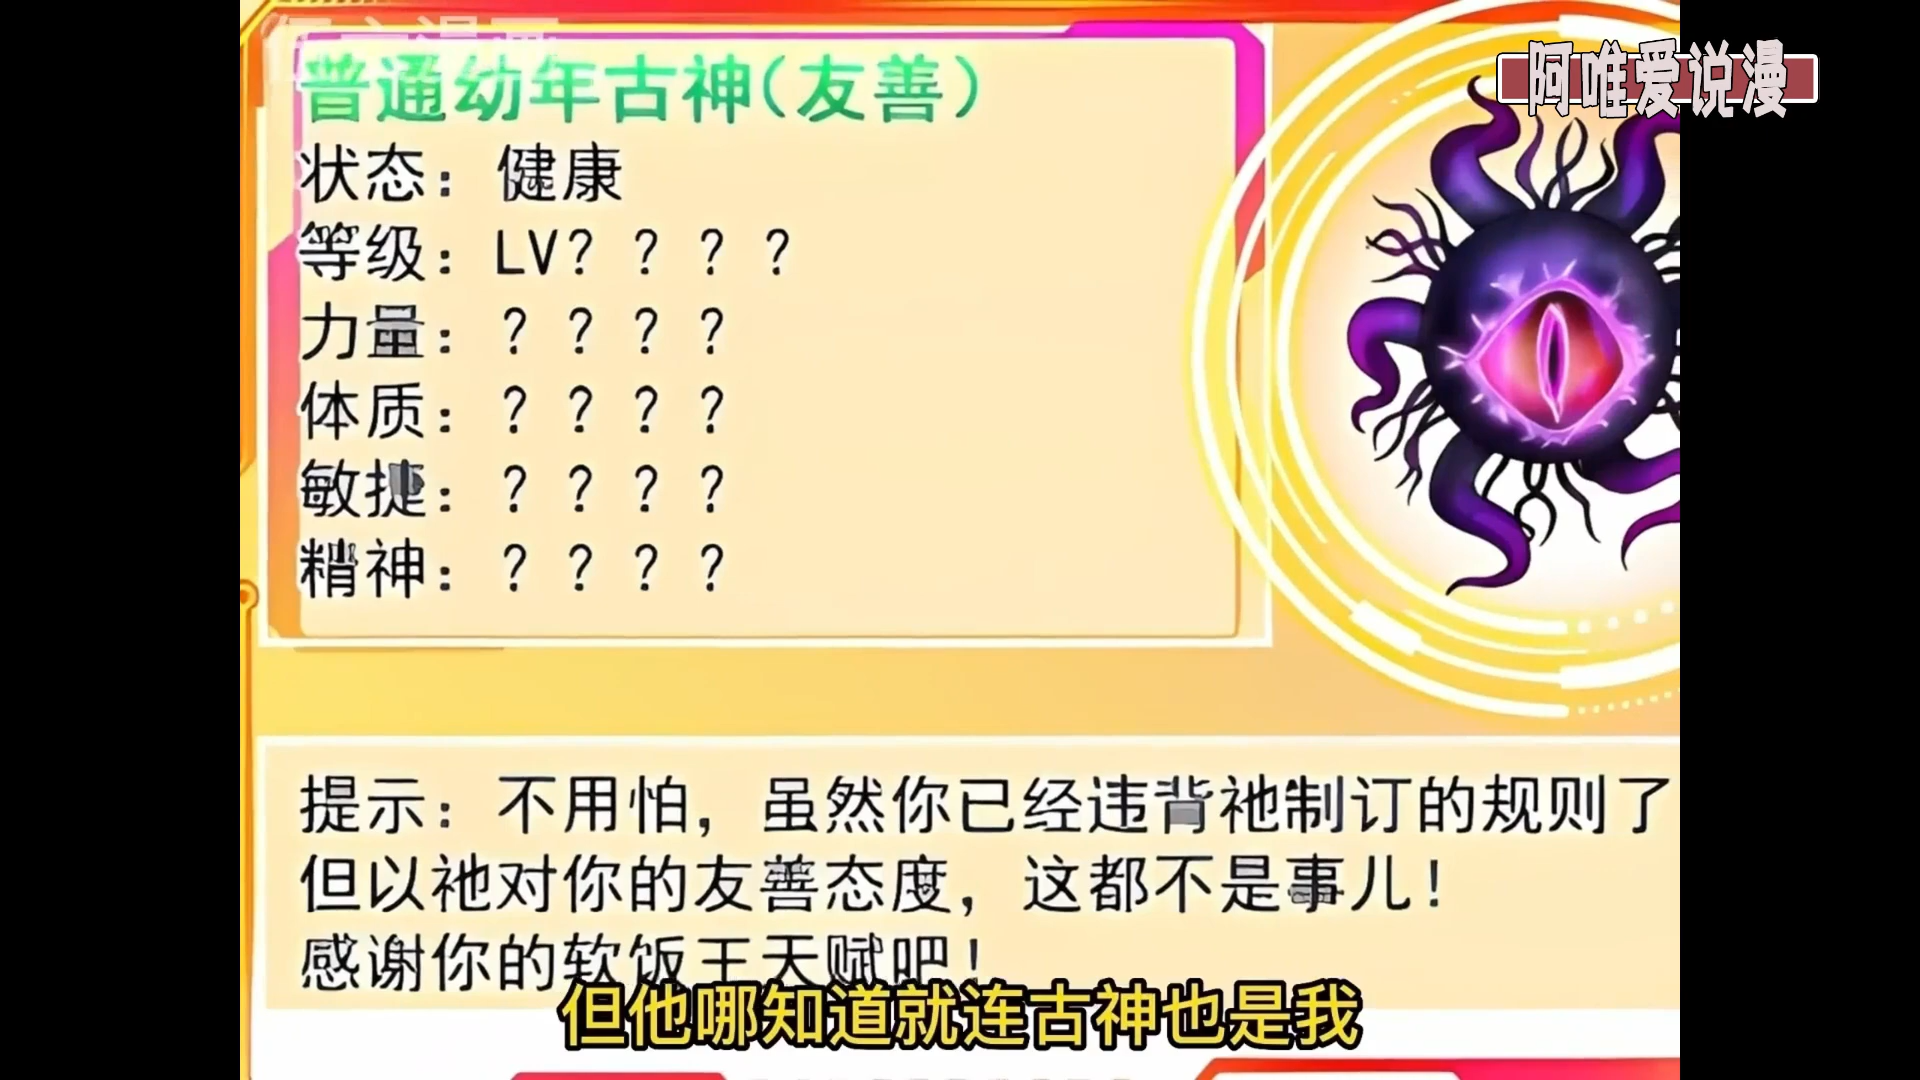 阿唯爱说漫
普通幼年古神（友善）
状态：健康
等级：LV？？？？
力量：？？？？
体质：？？？？
敏捷：？？？？
精神：？？？？
提示：不用怕，虽然你已经违背祂制订的规则了
但以祂对你的友善态度，这都不是事儿！
感谢你的软饭王天赋吧！
但他哪知道就连古神也是我